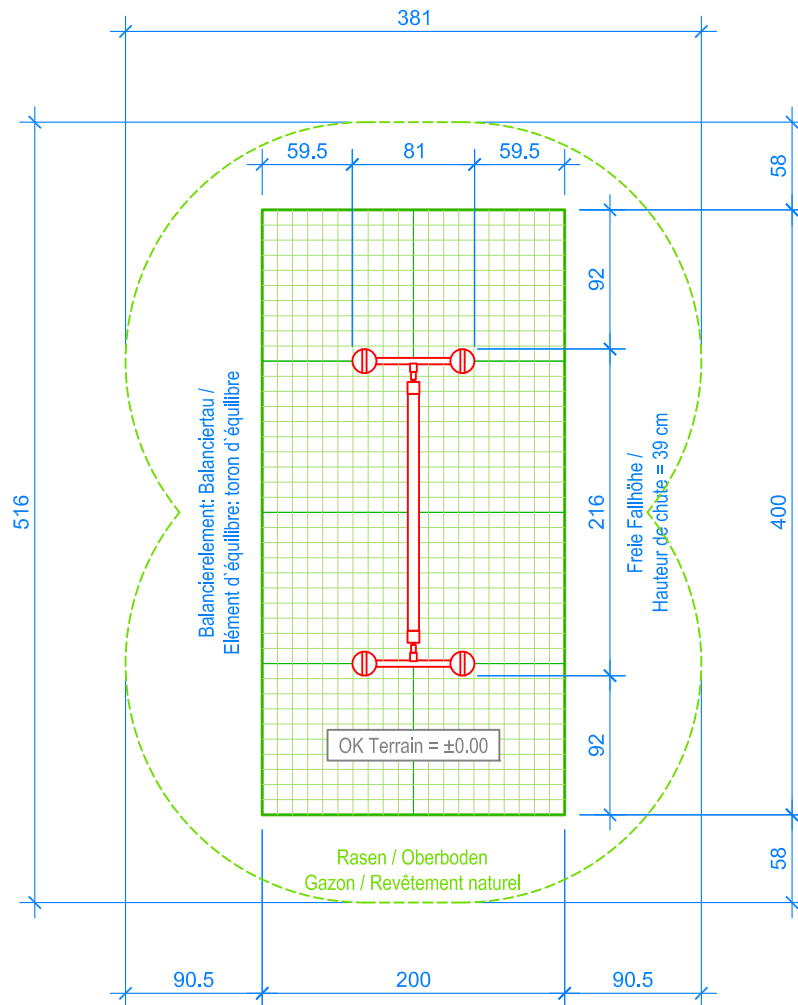 381
59.5
81
59.5
58
92
Balancierelement: Balanciertau /
Elément d`équilibre: toron d`équilibre
516
216
Freie Fallhöhe /
Hauteur de chute = 39 cm
400
OK Terrain = ±0.00
92
58
Rasen / Oberboden
Gazon / Revêtement naturel
90.5
200
90.5